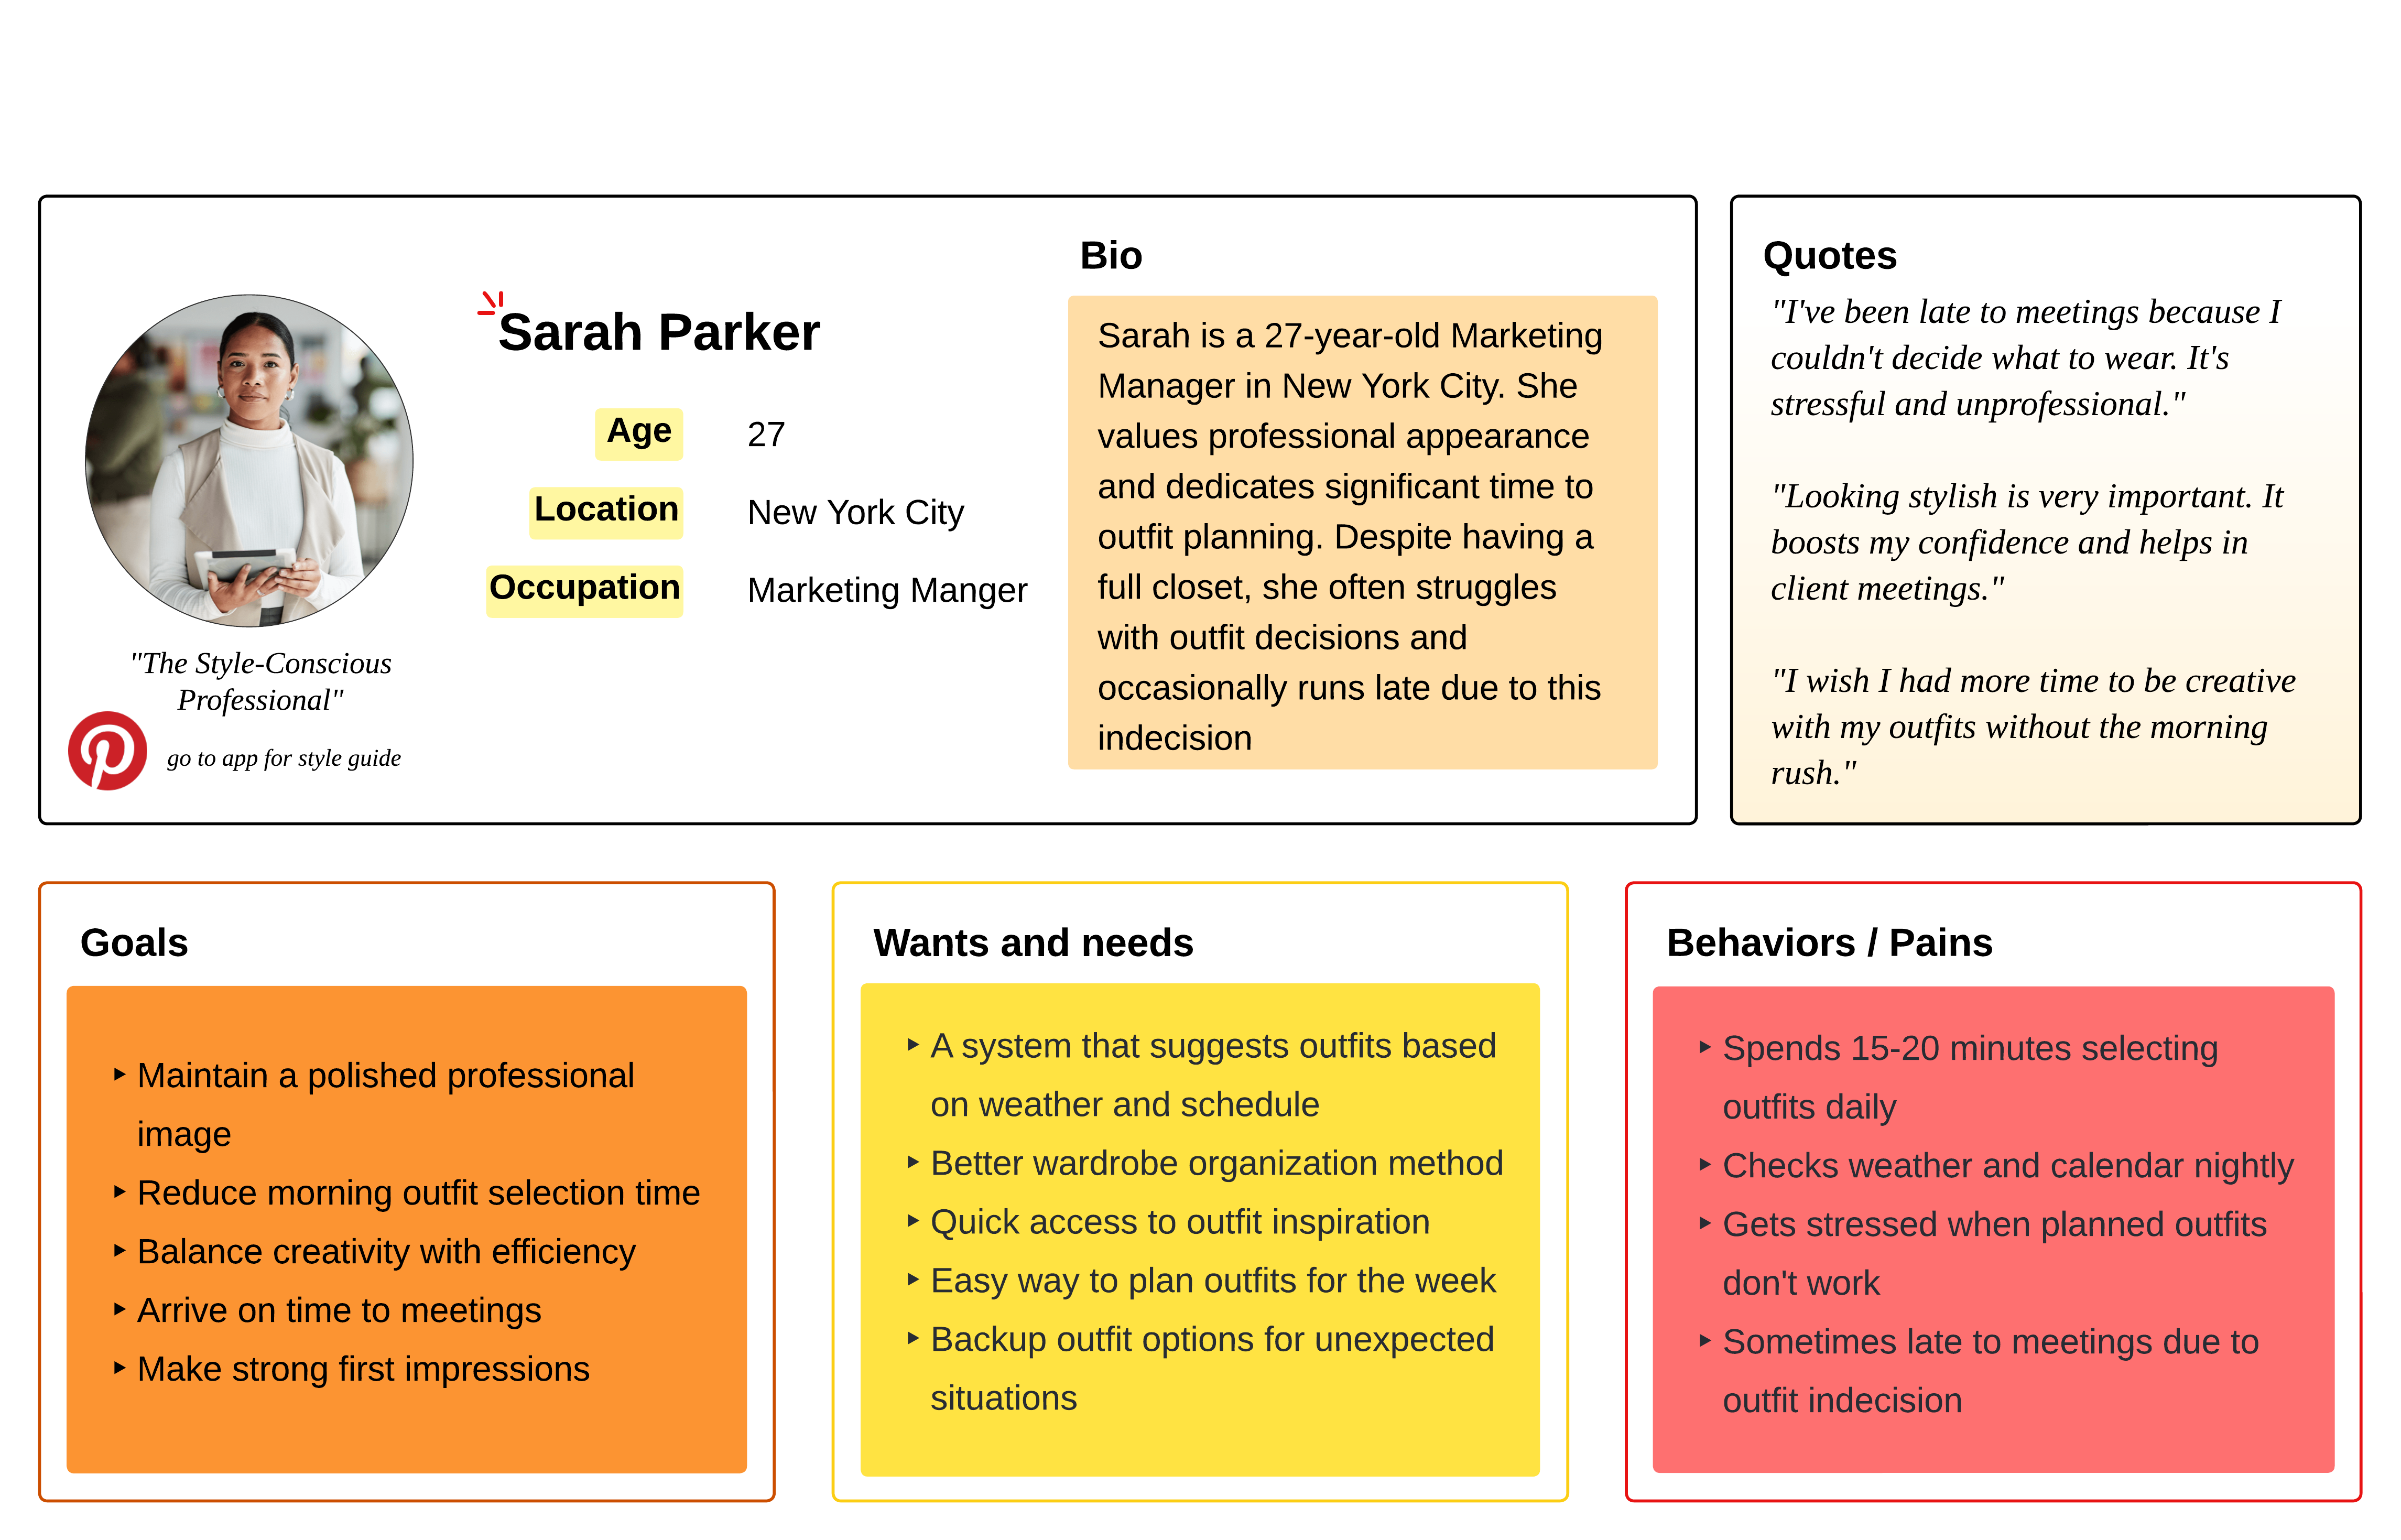 Sarah Parker
Age
27
Location
New York City
Occupation
Marketing Manger
"The Style-Conscious
Professional"
go to app for style guide
Bio
Sarah is a 27-year-old Marketing
Manager in New York City. She
values professional appearance
and dedicates significant time to
outfit planning. Despite having a
full closet, she often struggles
with outfit decisions and
occasionally runs late due to this
indecision
Quotes
"I've been late to meetings because I
couldn't decide what to wear. It's
stressful and unprofessional."
"Looking stylish is very important. It
boosts my confidence and helps in
client meetings."
"I wish I had more time to be creative
with my outfits without the morning
rush."
Goals
‣ Maintain a polished professional
image
‣ Reduce morning outfit selection time
‣ Balance creativity with efficiency
‣ Arrive on time to meetings
‣ Make strong first impressions
Wants and needs
‣ A system that suggests outfits based
on weather and schedule
‣ Better wardrobe organization method
‣ Quick access to outfit inspiration
‣ Easy way to plan outfits for the week
‣ Backup outfit options for unexpected
situations
Behaviors / Pains
‣ Spends 15-20 minutes selecting
outfits daily
‣ Checks weather and calendar nightly
‣ Gets stressed when planned outfits
don't work
‣ Sometimes late to meetings due to
outfit indecision